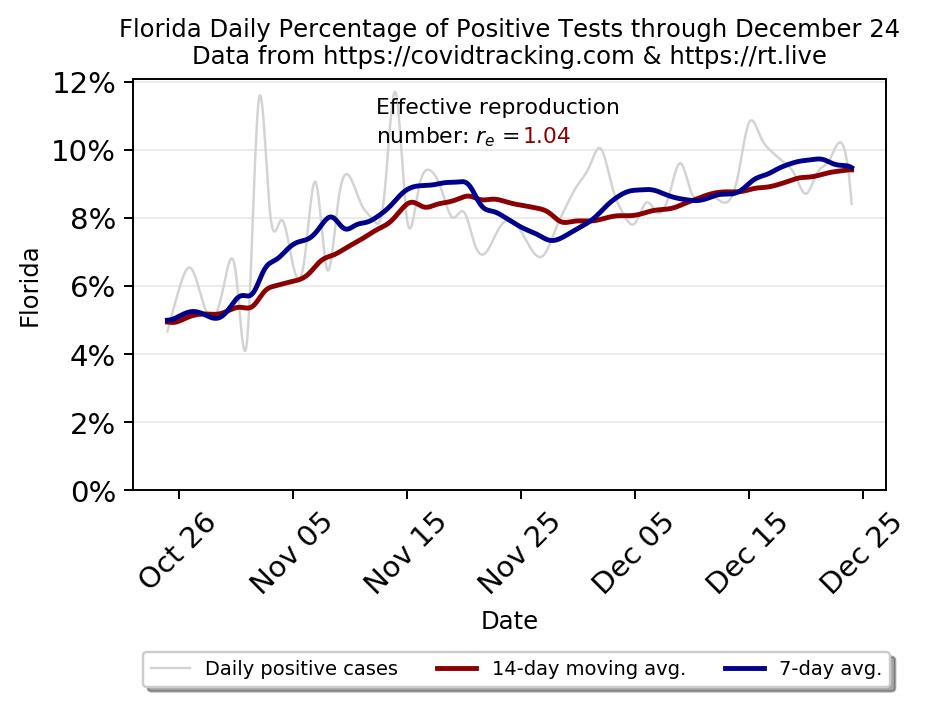 Florida Daily Percentage of Positive Tests through December 24
Data from https://covidtracking.com & https://rt.live
12%
10%
8%
6%
4%
2%
0%
Florida
Effective reproduction
number: rₑ =1.04
Oct 26
Nov 05
Nov 15
Nov 25
Dec 05
Dec 15
Dec 25
Date
Daily positive cases
14-day moving avg.
7-day avg.